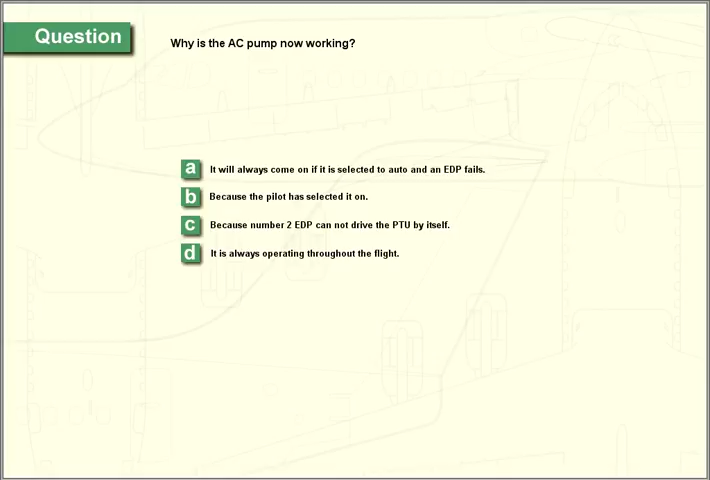 Question
Why is the AC pump now working?
a It will always come on if it is selected to auto and an EDP fails.
b Because the pilot has selected it on.
c Because number 2 EDP can not drive the PTU by itself.
d It is always operating throughout the flight.